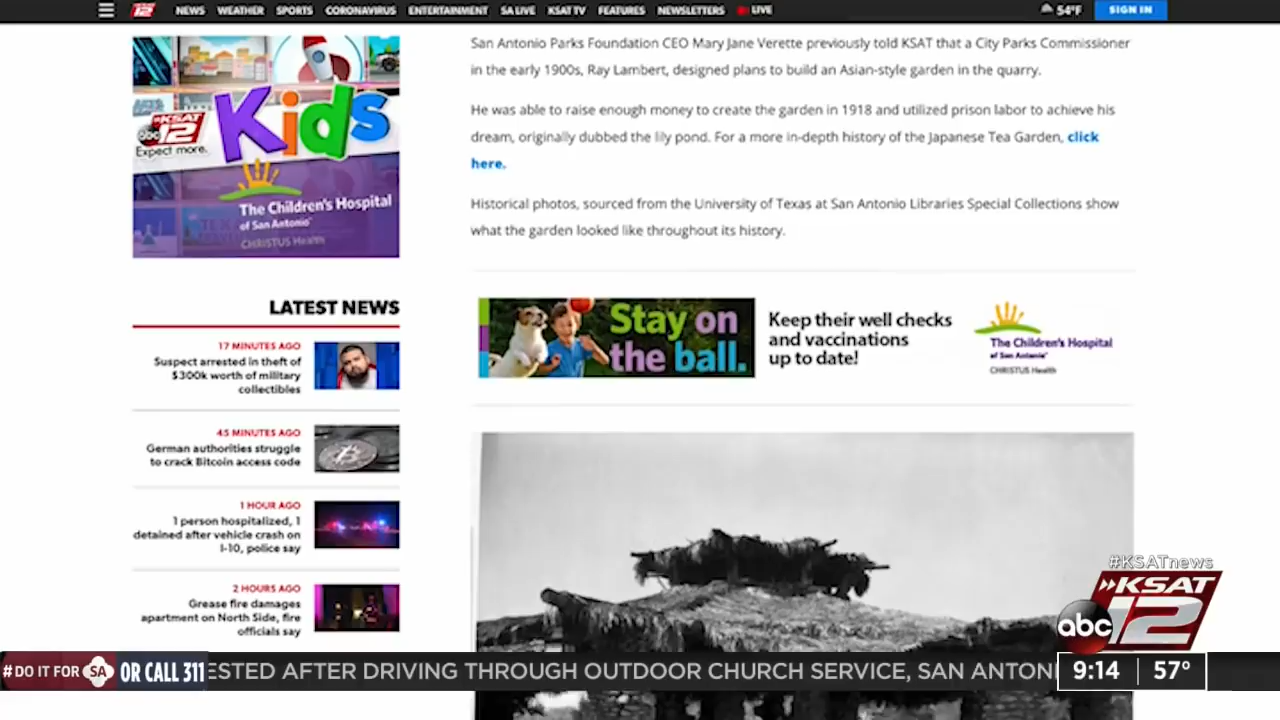 12
NEWS WEATHER SPORTS CORONAVIRUS ENTERTAINMENT SA LIVE KSAT TV FEATURES NEWSLETTERS LIVE 54°F SIGN IN
abc KSAT 12
Expect more.
Kids
The Children's Hospital
of San Antonio
CHRISTUS Health
San Antonio Parks Foundation CEO Mary Jane Verette previously told KSAT that a City Parks Commissioner
in the early 1900s, Ray Lambert, designed plans to build an Asian-style garden in the quarry.
He was able to raise enough money to create the garden in 1918 and utilized prison labor to achieve his
dream, originally dubbed the lily pond. For a more in-depth history of the Japanese Tea Garden, click
here.
Historical photos, sourced from the University of Texas at San Antonio Libraries Special Collections show
what the garden looked like throughout its history.
Stay on
the ball.
Keep their well checks
and vaccinations
up to date!
The Children's Hospital
of San Antonio
CHRISTUS Health
LATEST NEWS
17 MINUTES AGO
Suspect arrested in theft of
$300k worth of military
collectibles
45 MINUTES AGO
German authorities struggle
to crack Bitcoin access code
1 HOUR AGO
1 person hospitalized, 1
detained after vehicle crash on
I-10, police say
2 HOURS AGO
Grease fire damages
apartment on North Side, fire
officials say
#KSATnews
KSAT
abc 12
#DO IT FOR SA OR CALL 311 ESTED AFTER DRIVING THROUGH OUTDOOR CHURCH SERVICE, SAN ANTONI 9:14 57°